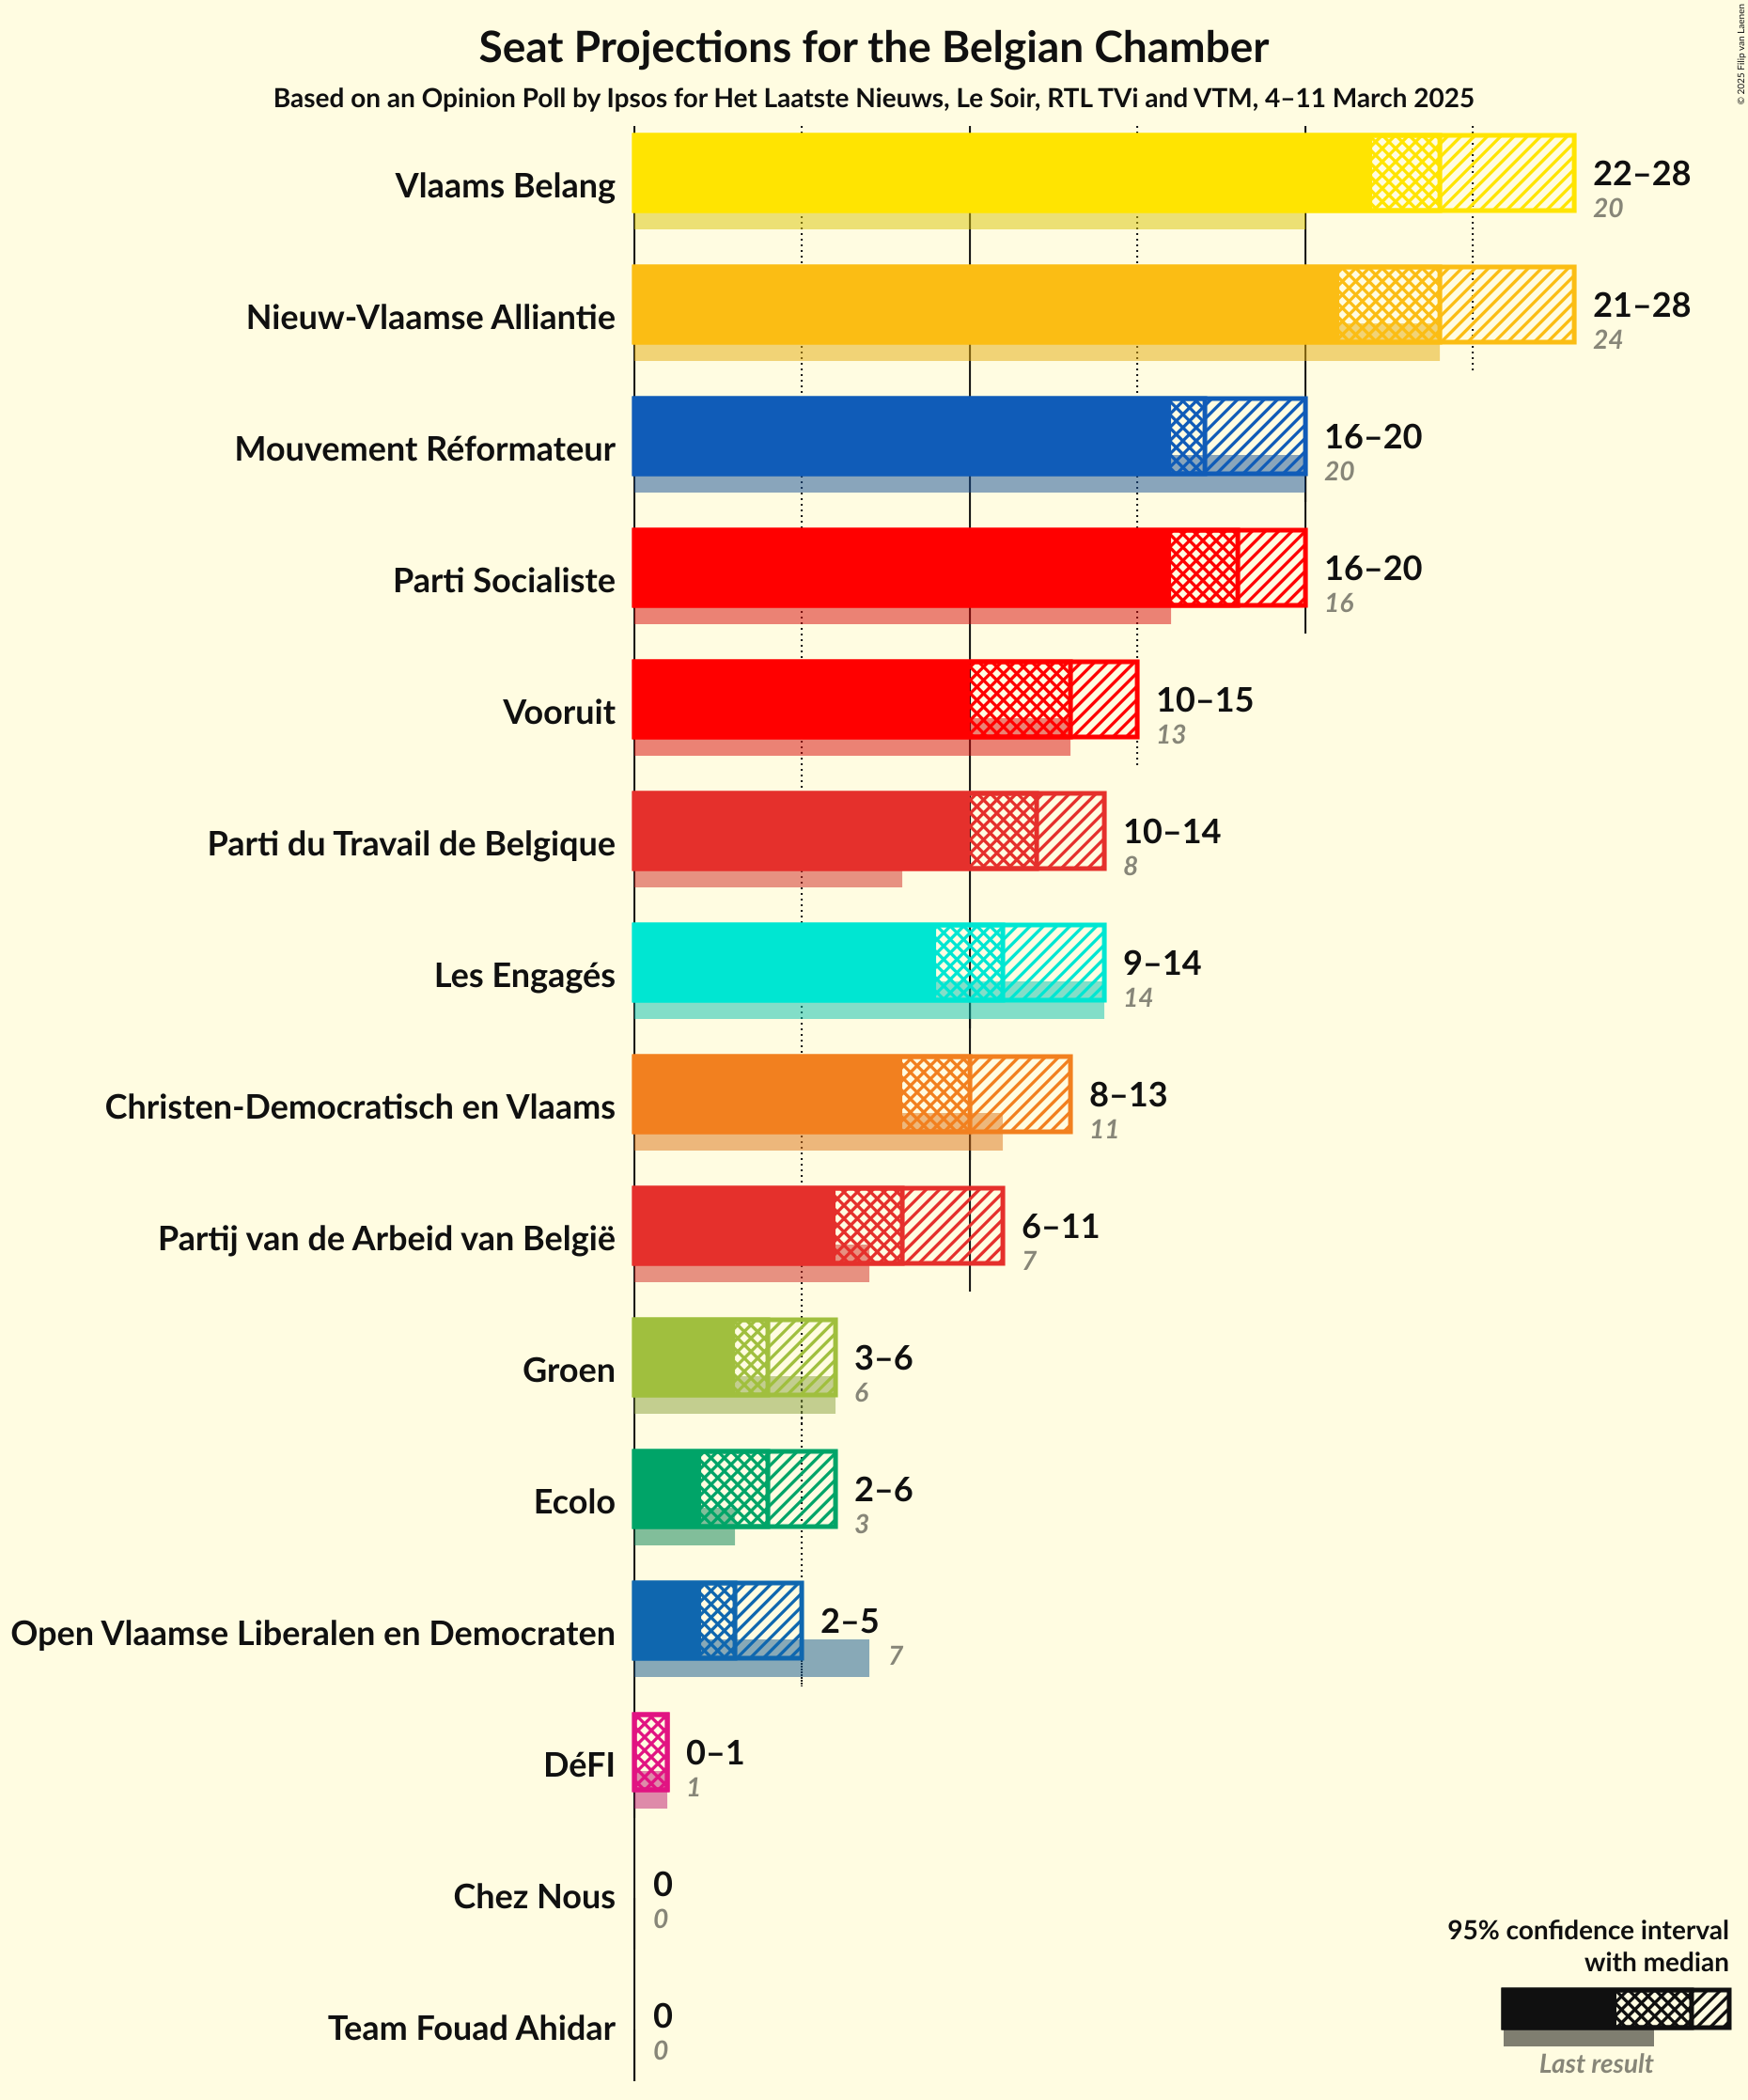 Seat Projections for the Belgian Chamber
Based on an Opinion Poll by Ipsos for Het Laatste Nieuws, Le Soir, RTL TVi and VTM, 4–11 March 2025
© 2025 Filip van Laenen
Vlaams Belang
22–28
20
Nieuw-Vlaamse Alliantie
21–28
24
Mouvement Réformateur
16–20
20
Parti Socialiste
16–20
16
Vooruit
10–15
13
Parti du Travail de Belgique
10–14
8
Les Engagés
9–14
14
Christen-Democratisch en Vlaams
8–13
11
Partij van de Arbeid van België
6–11
7
Groen
3–6
6
Ecolo
2–6
3
Open Vlaamse Liberalen en Democraten
2–5
7
DéFI
0–1
1
Chez Nous
0
0
Team Fouad Ahidar
0
0
95% confidence interval
with median
Last result